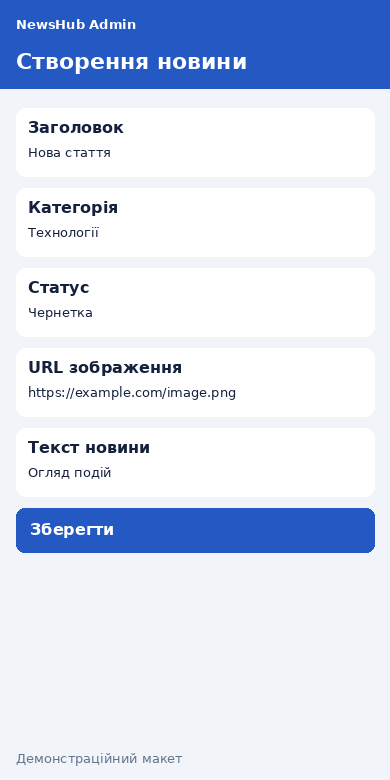 NewsHub Admin
Створення новини
Заголовок
Нова стаття
Категорія
Технології
Статус
Чернетка
URL зображення
https://example.com/image.png
Текст новини
Огляд подій
Зберегти
Демонстраційний макет